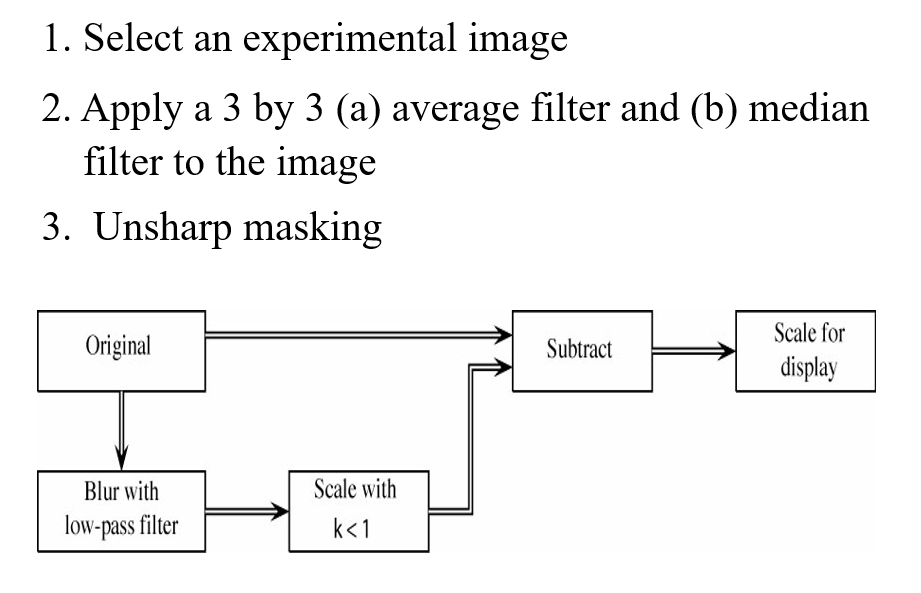 1. Select an experimental image
2. Apply a 3 by 3 (a) average filter and (b) median
filter to the image
3. Unsharp masking
Original
Subtract
Scale for
display
Blur with
low-pass filter
Scale with
k<1